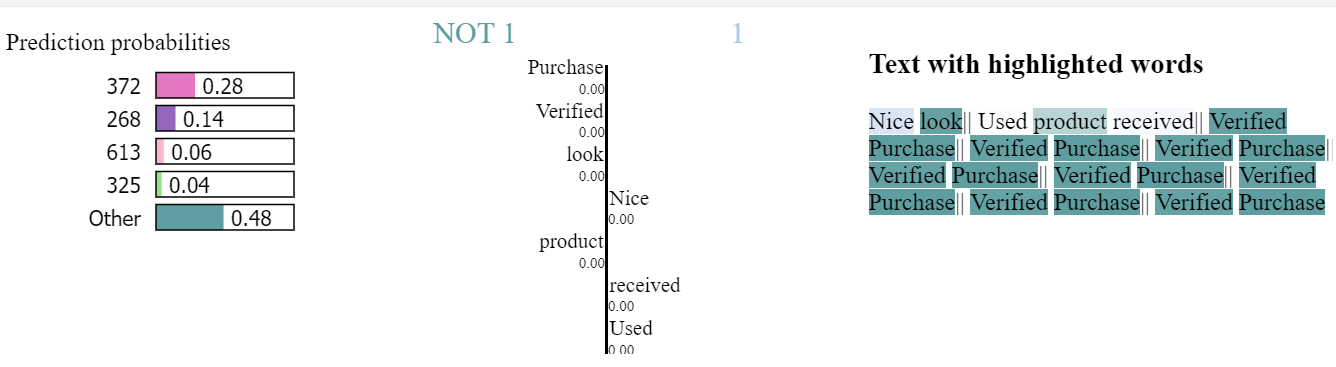 Prediction probabilities
372 0.28
268 0.14
613 0.06
325 0.04
Other 0.48
NOT 1
1
Purchase
0.00
Verified
0.00
look
0.00
Nice
0.00
product
0.00
received
0.00
Used
0.00
Text with highlighted words
Nice look|| Used product received|| Verified
Purchase|| Verified Purchase|| Verified Purchase||
Verified Purchase|| Verified Purchase|| Verified
Purchase|| Verified Purchase|| Verified Purchase